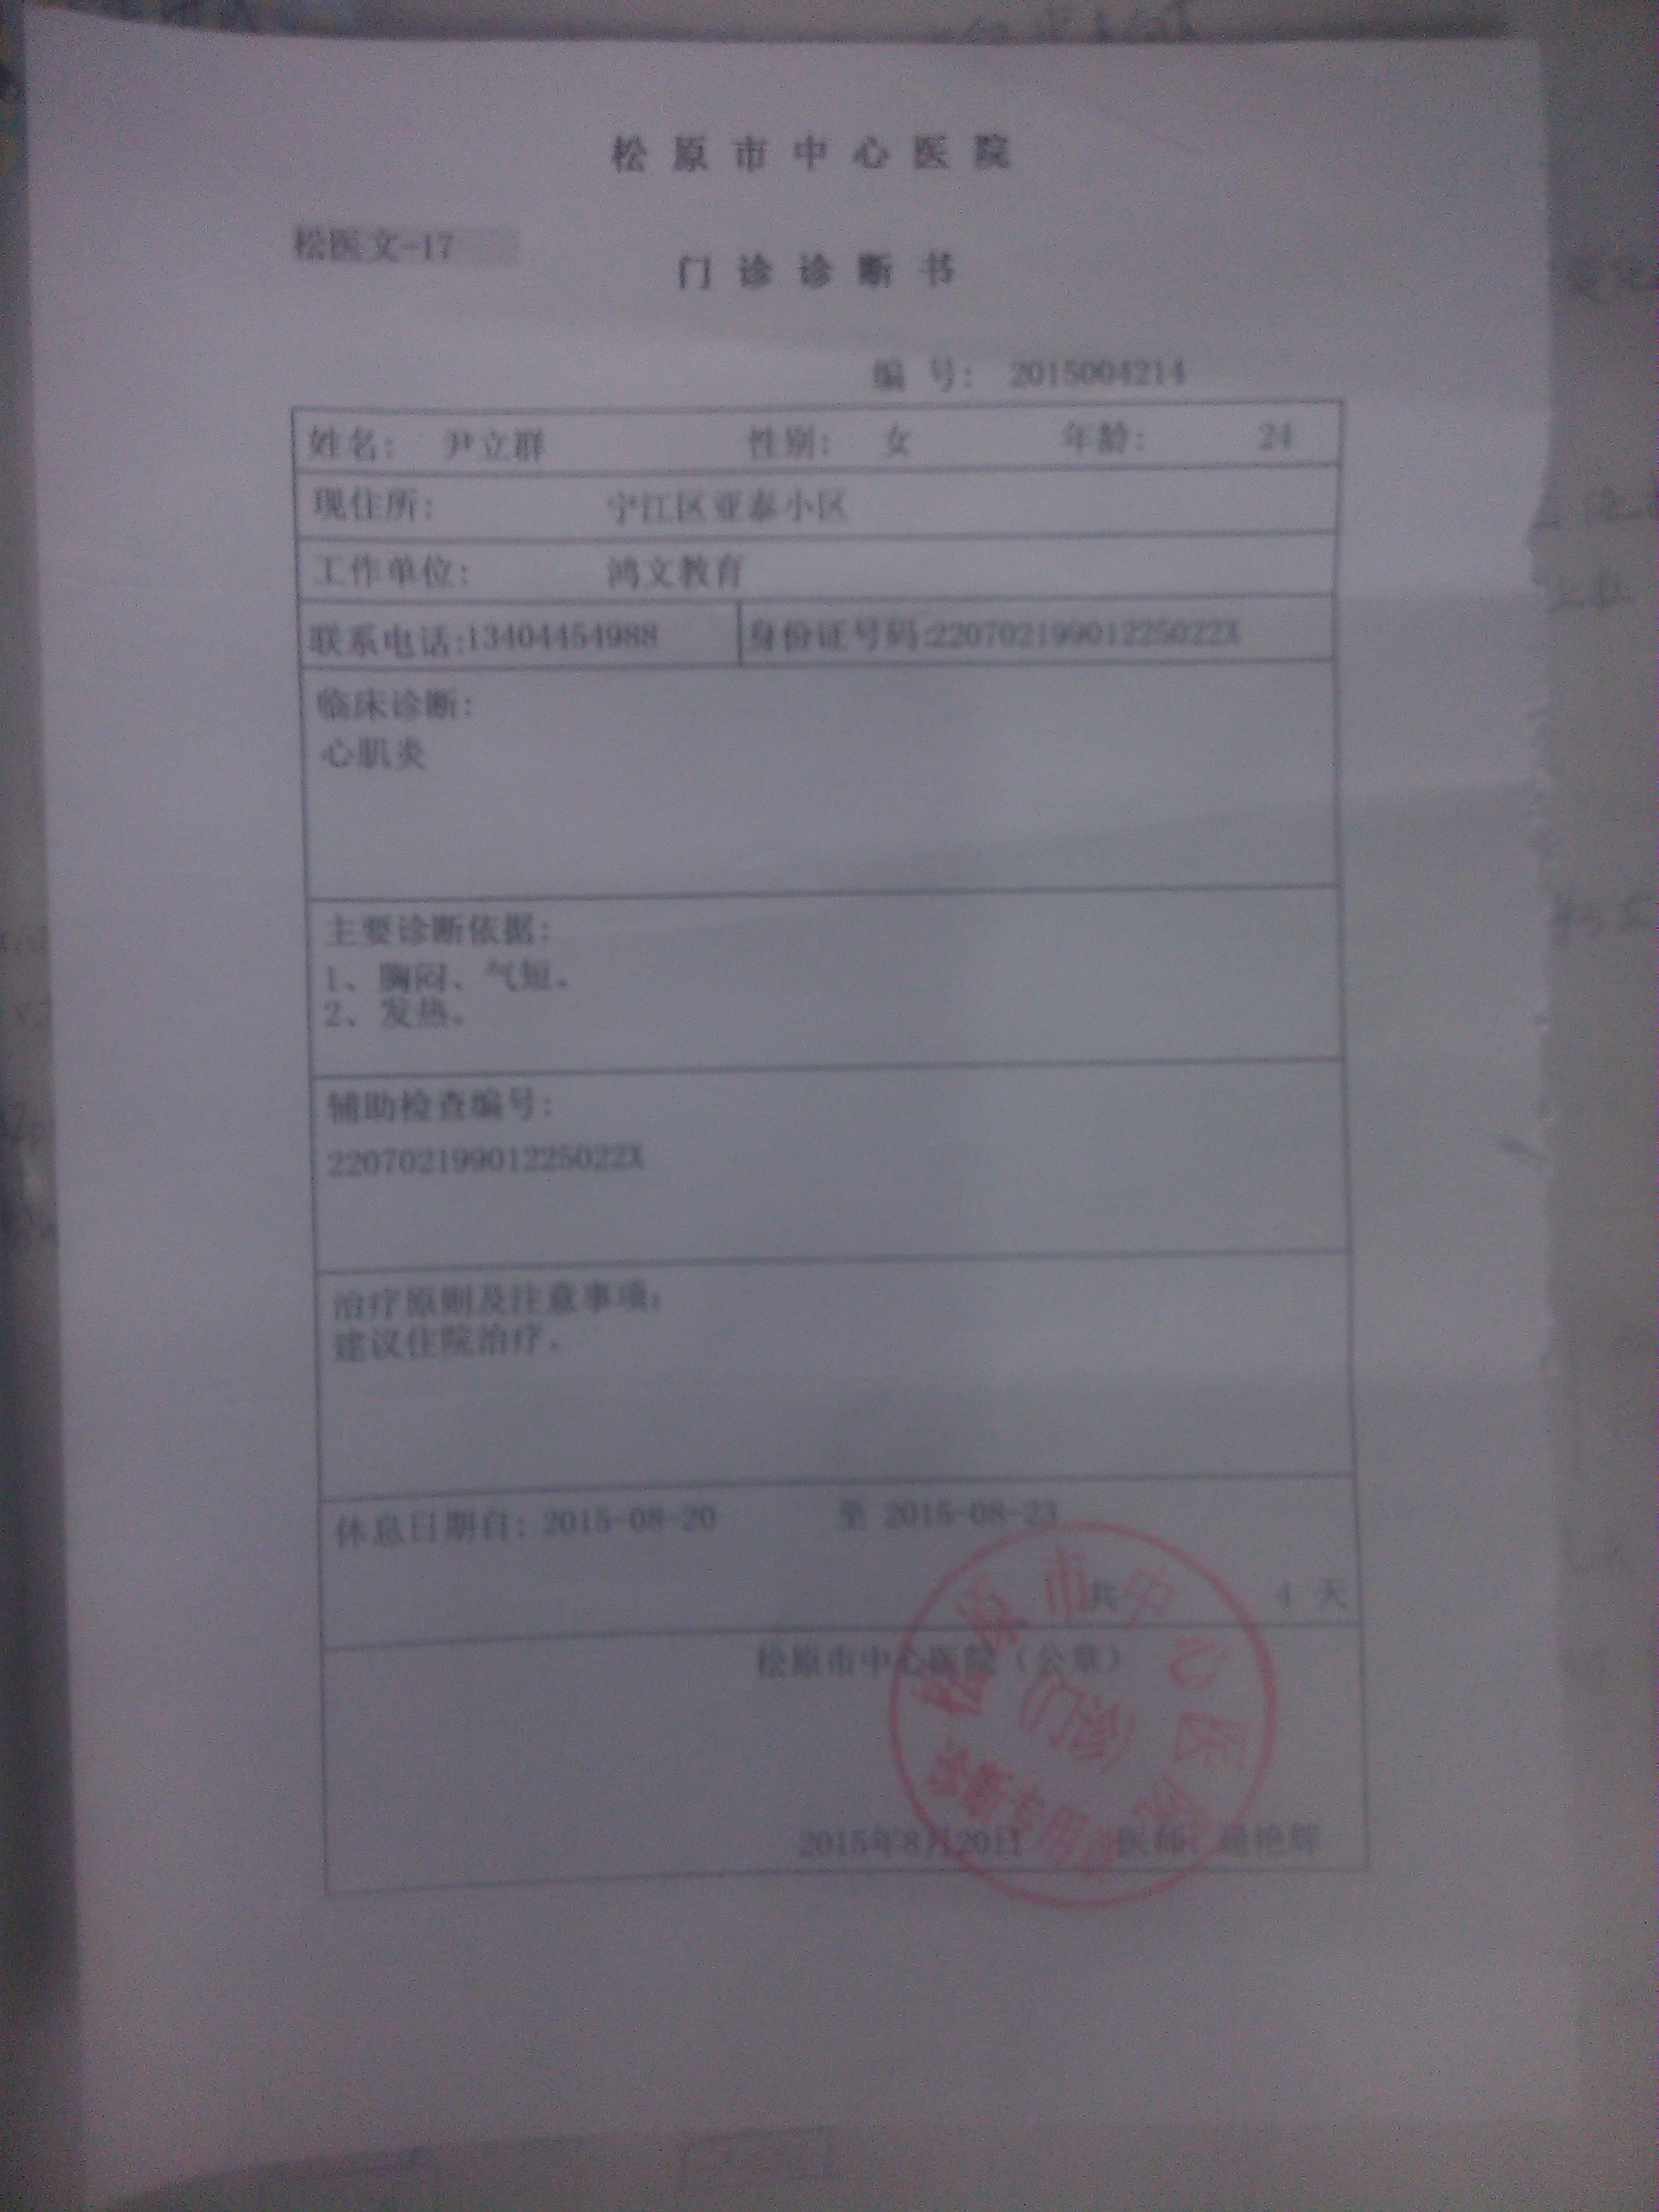 松原市中心医院
松医文-17
门诊诊断书
编 号: 2015004214
姓名: 尹立群 性别: 女 年龄: 24
现住所: 宁江区亚泰小区
工作单位: 鸿文教育
联系电话:13404454988 身份证号码:22070219901225022X
临床诊断:
心肌炎
主要诊断依据:
1、胸闷、气短。
2、发热。
辅助检查编号:
22070219901225022X
治疗原则及注意事项:
建议住院治疗。
休息日期自: 2015-08-20 至 2015-08-23
共 4 天
松原市中心医院（公章）
松原市中心医院
(门诊)
诊断专用章
2015年8月20日 医师: 艳辉